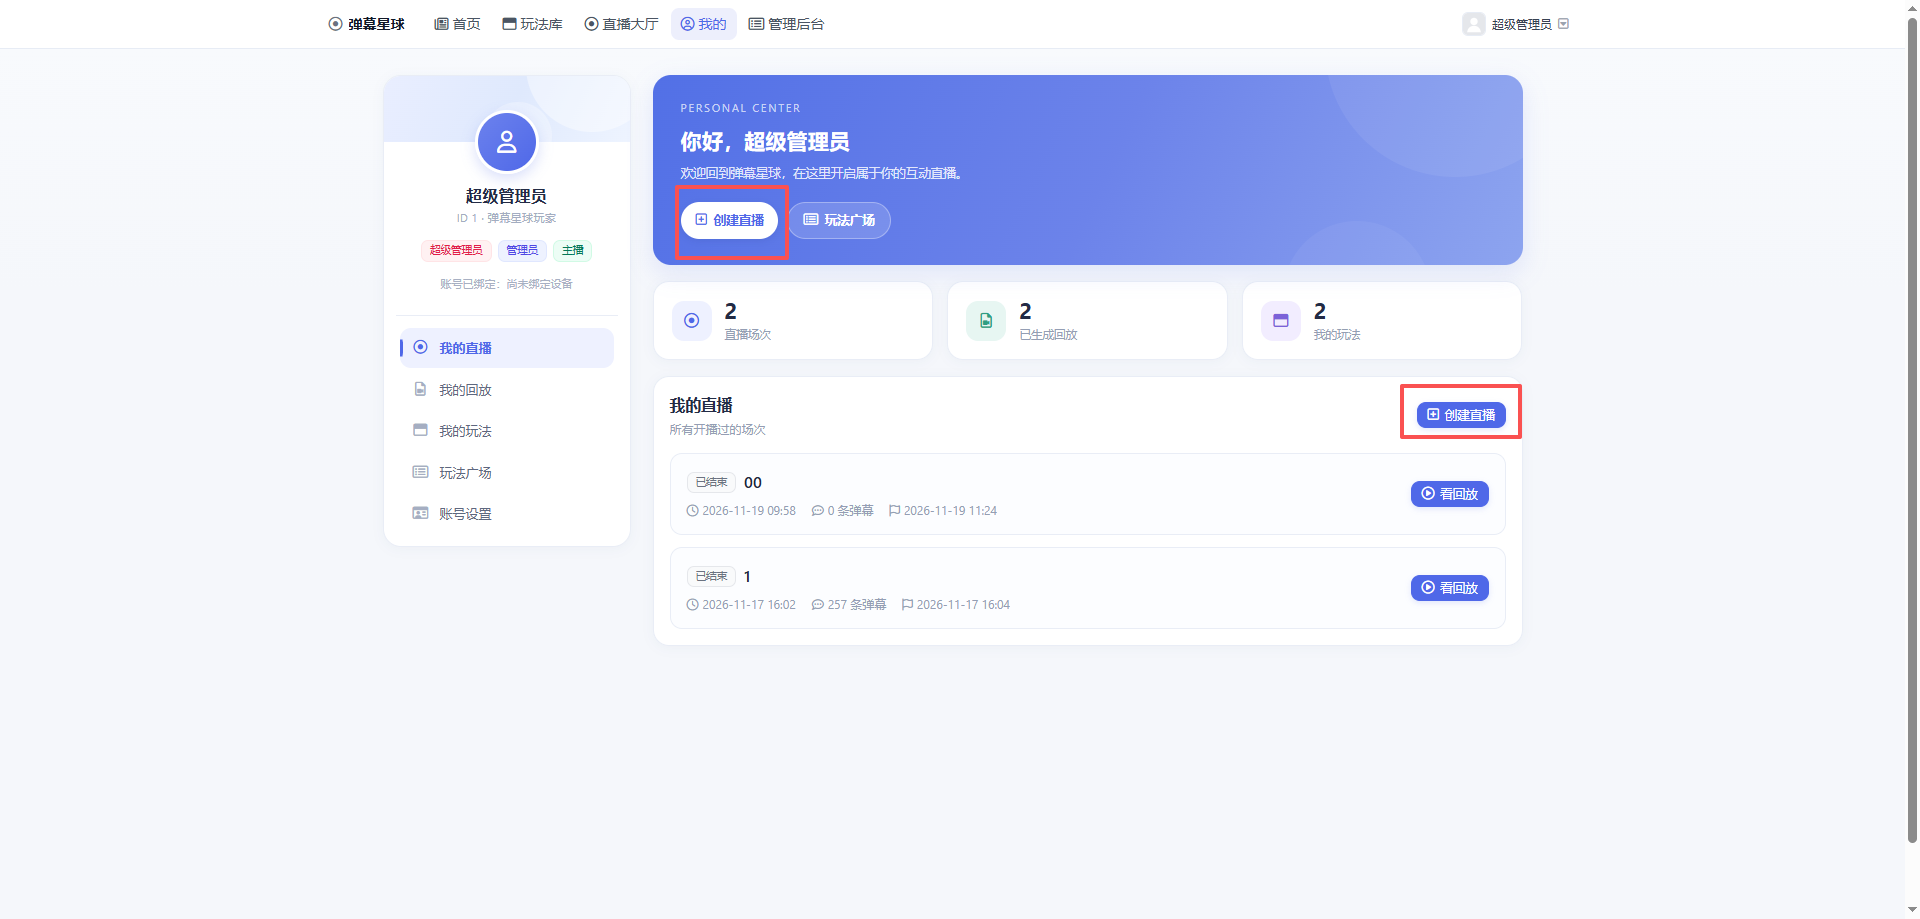 弹幕星球 首页 玩法库 直播大厅 我的 管理后台 超级管理员
超级管理员
ID 1 · 弹幕星球玩家
超级管理员 管理员 主播
账号已绑定：尚未绑定设备
我的直播
我的回放
我的玩法
玩法广场
账号设置
PERSONAL CENTER
你好，超级管理员
欢迎回到弹幕星球，在这里开启属于你的互动直播。
创建直播 玩法广场
2
直播场次
2
已生成回放
2
我的玩法
我的直播
所有开播过的场次
创建直播
已结束 00
2026-11-19 09:58 0 条弹幕 2026-11-19 11:24
看回放
已结束 1
2026-11-17 16:02 257 条弹幕 2026-11-17 16:04
看回放